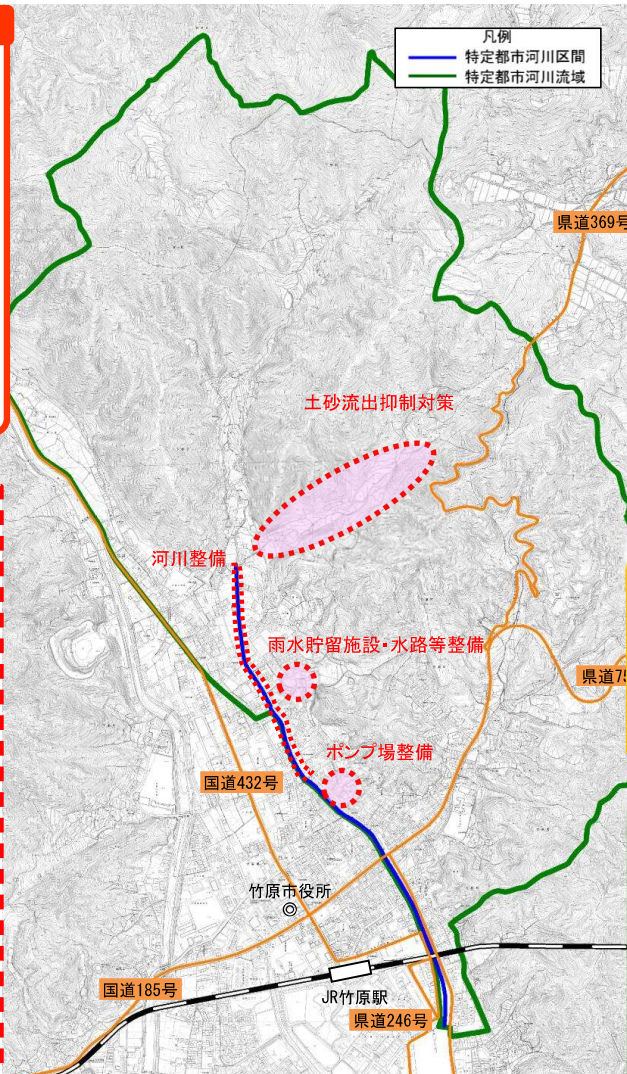 凡例
特定都市河川区間
特定都市河川流域
県道369号
土砂流出抑制対策
河川整備
雨水貯留施設・水路等整備
県道75
ポンプ場整備
国道432号
竹原市役所
国道185号
JR竹原駅
県道246号